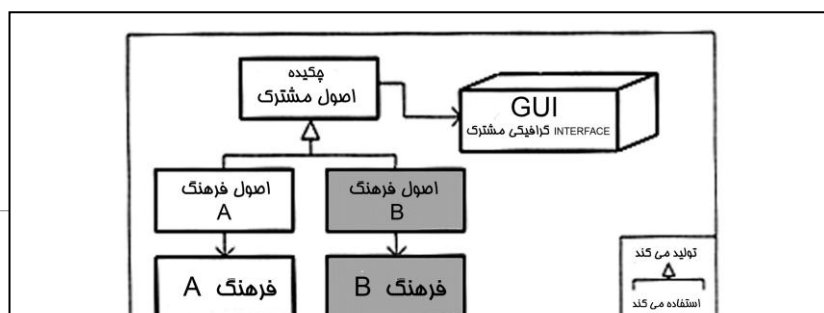 چکیده
اصول مشترک
GUI
گرافیکی مشترک INTERFACE
اصول فرهنگ
A
اصول فرهنگ
B
فرهنگ A
فرهنگ B
تولید می کند
استفاده می کند